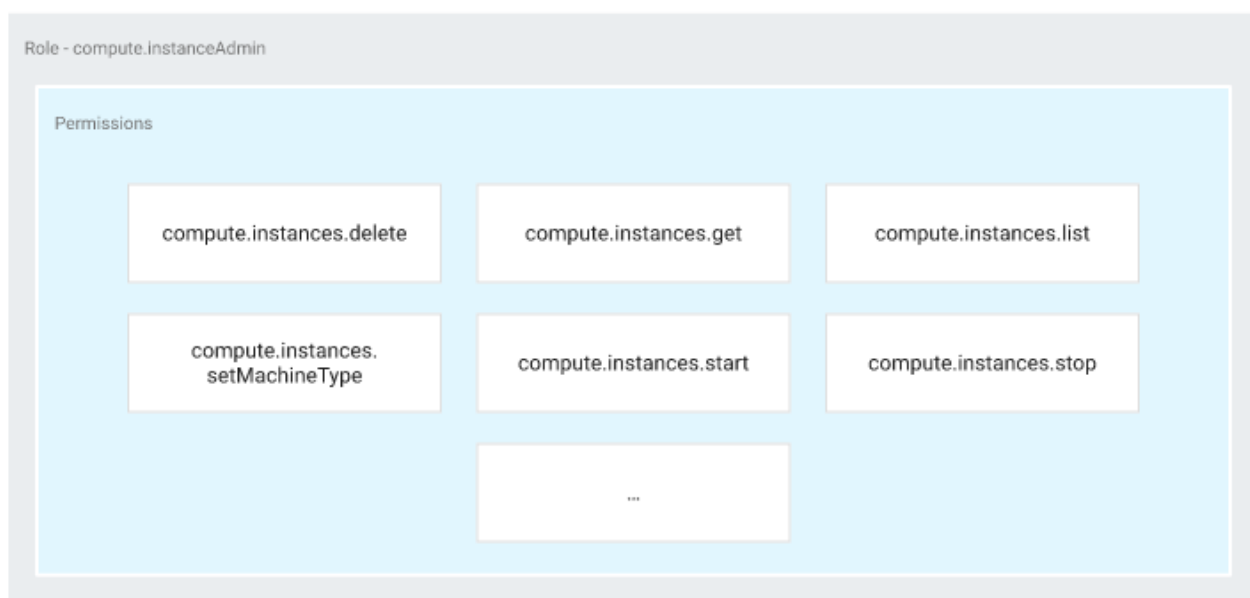 Role - compute.instanceAdmin
Permissions
compute.instances.delete
compute.instances.get
compute.instances.list
compute.instances.
setMachineType
compute.instances.start
compute.instances.stop
...